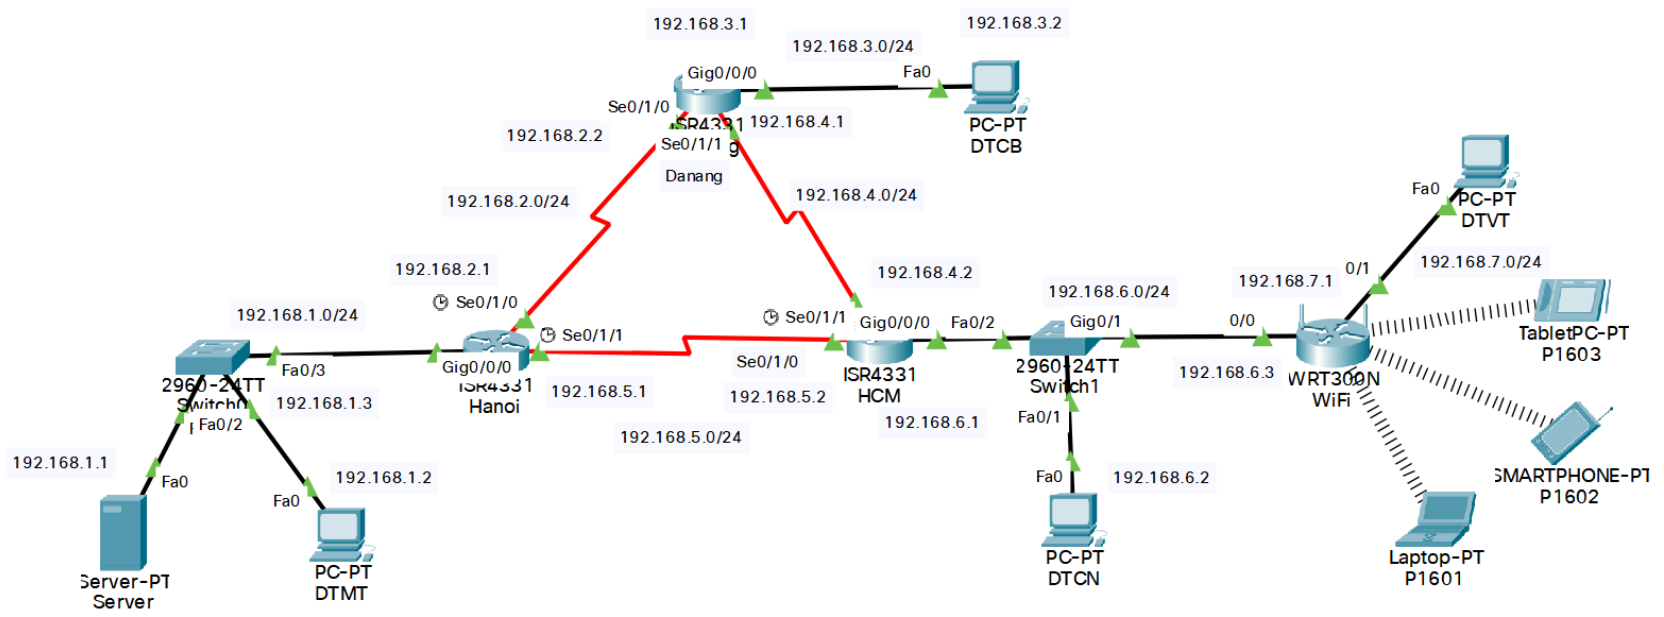 192.168.3.1
192.168.3.2
192.168.3.0/24
Gig0/0/0
Fa0
Se0/1/0
192.168.4.1
192.168.2.2
ISR4331
Se0/1/1
g
Danang
PC-PT
DTCB
192.168.2.0/24
192.168.4.0/24
Fa0
PC-PT
DTVT
192.168.2.1
192.168.4.2
192.168.7.1
0/1
192.168.7.0/24
Se0/1/0
192.168.6.0/24
192.168.1.0/24
Se0/1/1
Se0/1/1
Gig0/0/0
Fa0/2
Gig0/1
0/0
TabletPC-PT
P1603
Fa0/3
Gig0/0/0
Se0/1/0
192.168.6.3
2960-24TT
Switch0
ISR4331
Hanoi
ISR4331
HCM
2960-24TT
Switch1
WRT300N
WiFi
192.168.1.3
Fa0/2
192.168.5.1
192.168.5.2
192.168.5.0/24
192.168.6.1
Fa0/1
192.168.1.1
Fa0
192.168.1.2
Fa0
Fa0
192.168.6.2
SMARTPHONE-PT
P1602
Server-PT
Server
PC-PT
DTMT
PC-PT
DTCN
Laptop-PT
P1601